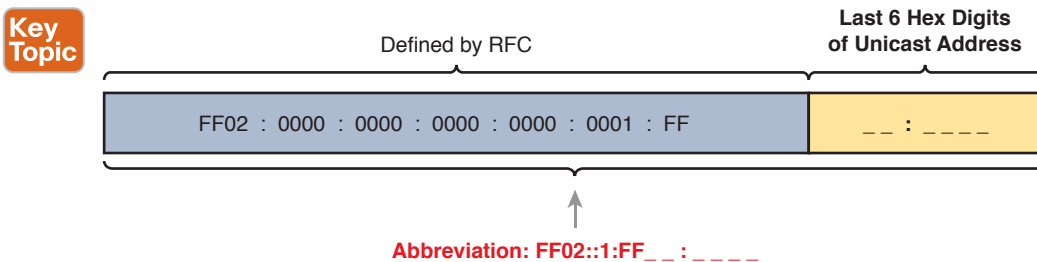 Key
Topic
Defined by RFC
Last 6 Hex Digits
of Unicast Address
FF02 : 0000 : 0000 : 0000 : 0000 : 0001 : FF
_ _ : _ _ _ _
Abbreviation: FF02::1:FF_ _ : _ _ _ _